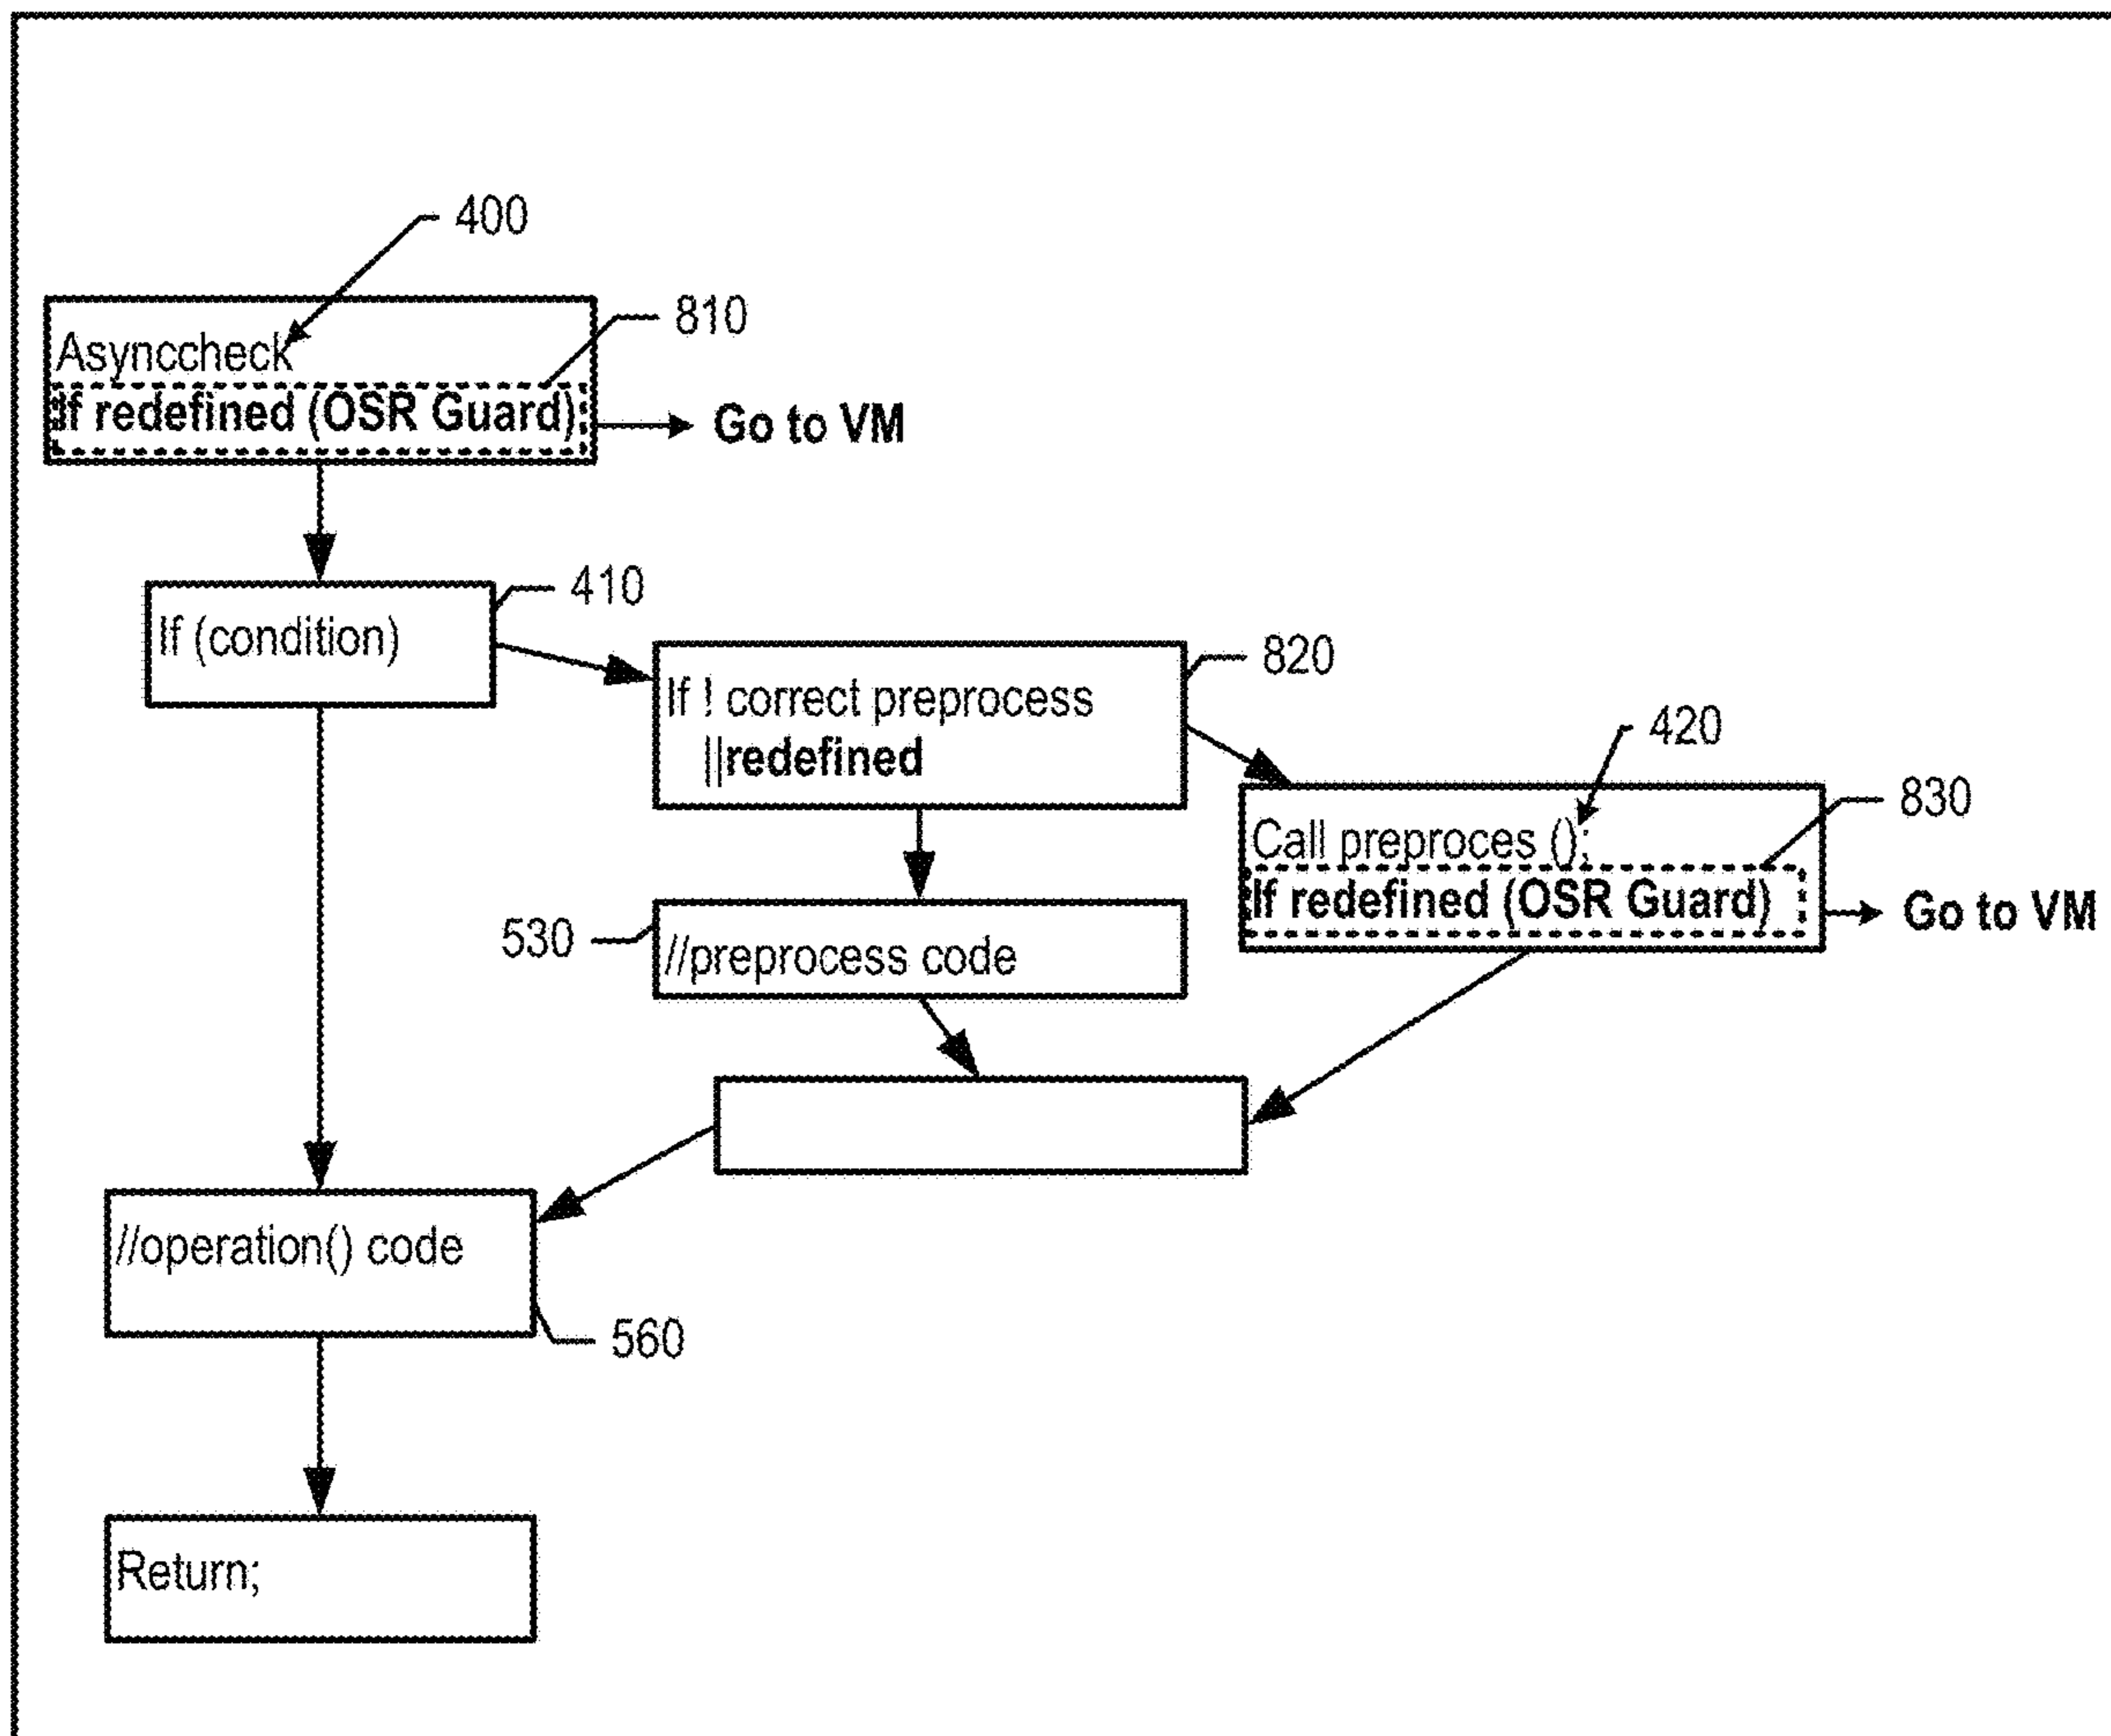 400
810
Asynccheck
If redefined (OSR Guard)
Go to VM
410
If (condition)
820
If ! correct preprocess
||redefined
420
830
Call preproces ();
If redefined (OSR Guard)
Go to VM
530
//preprocess code
//operation() code
560
Return;